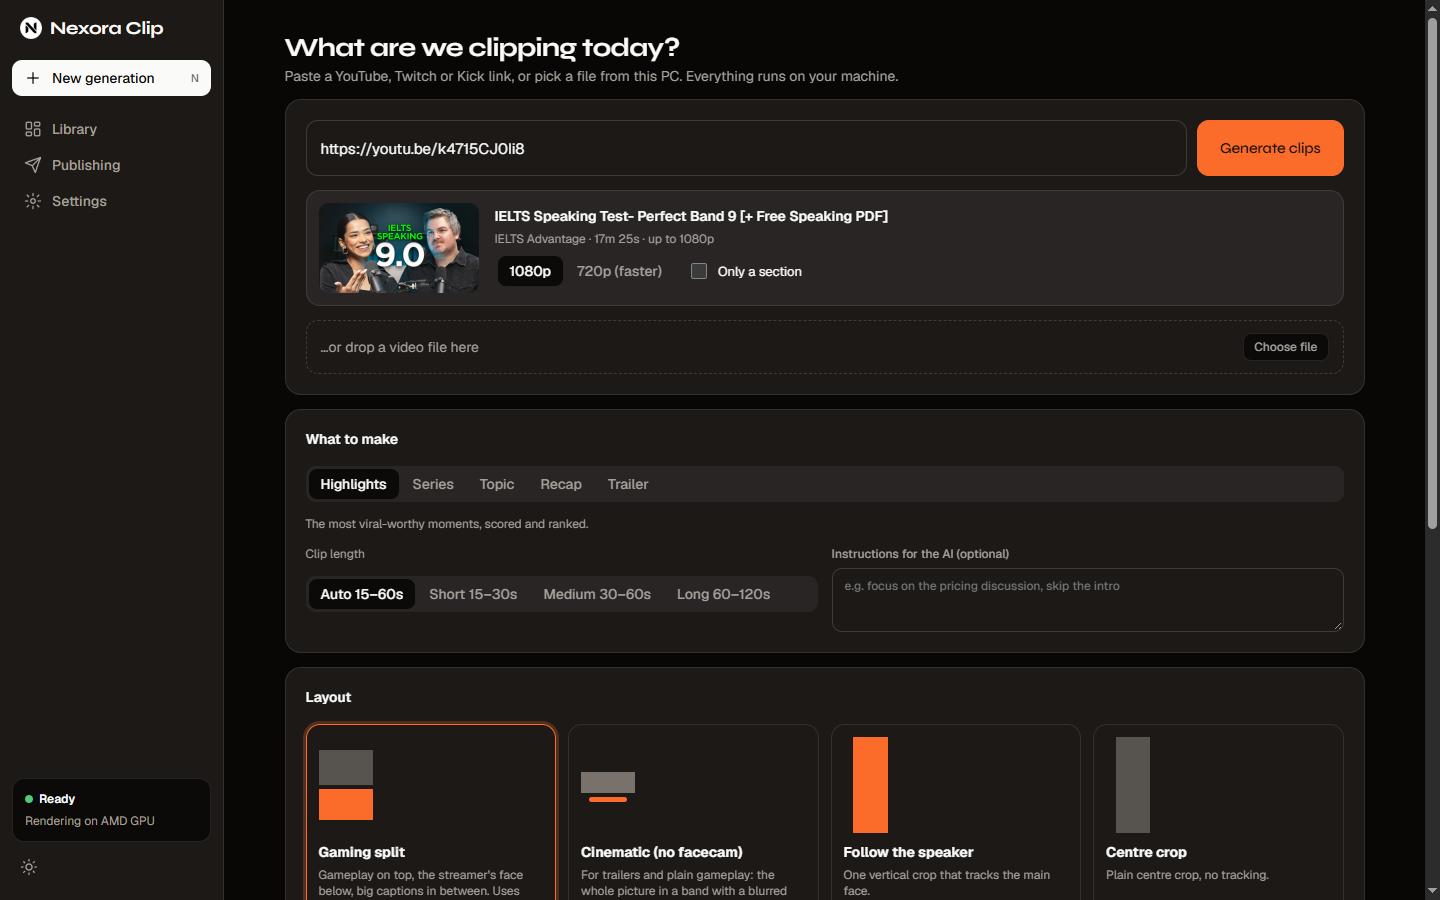 Nexora Clip
New generation N
Library
Publishing
Settings
Ready
Rendering on AMD GPU
What are we clipping today?
Paste a YouTube, Twitch or Kick link, or pick a file from this PC. Everything runs on your machine.
https://youtu.be/k4715CJ0Ii8
Generate clips
IELTS
SPEAKING
9.0
IELTS Speaking Test- Perfect Band 9 [+ Free Speaking PDF]
IELTS Advantage · 17m 25s · up to 1080p
1080p 720p (faster) Only a section
…or drop a video file here
Choose file
What to make
Highlights Series Topic Recap Trailer
The most viral-worthy moments, scored and ranked.
Clip length
Auto 15–60s Short 15–30s Medium 30–60s Long 60–120s
Instructions for the AI (optional)
e.g. focus on the pricing discussion, skip the intro
Layout
Gaming split
Gameplay on top, the streamer's face
below, big captions in between. Uses
Cinematic (no facecam)
For trailers and plain gameplay: the
whole picture in a band with a blurred
Follow the speaker
One vertical crop that tracks the main
face.
Centre crop
Plain centre crop, no tracking.